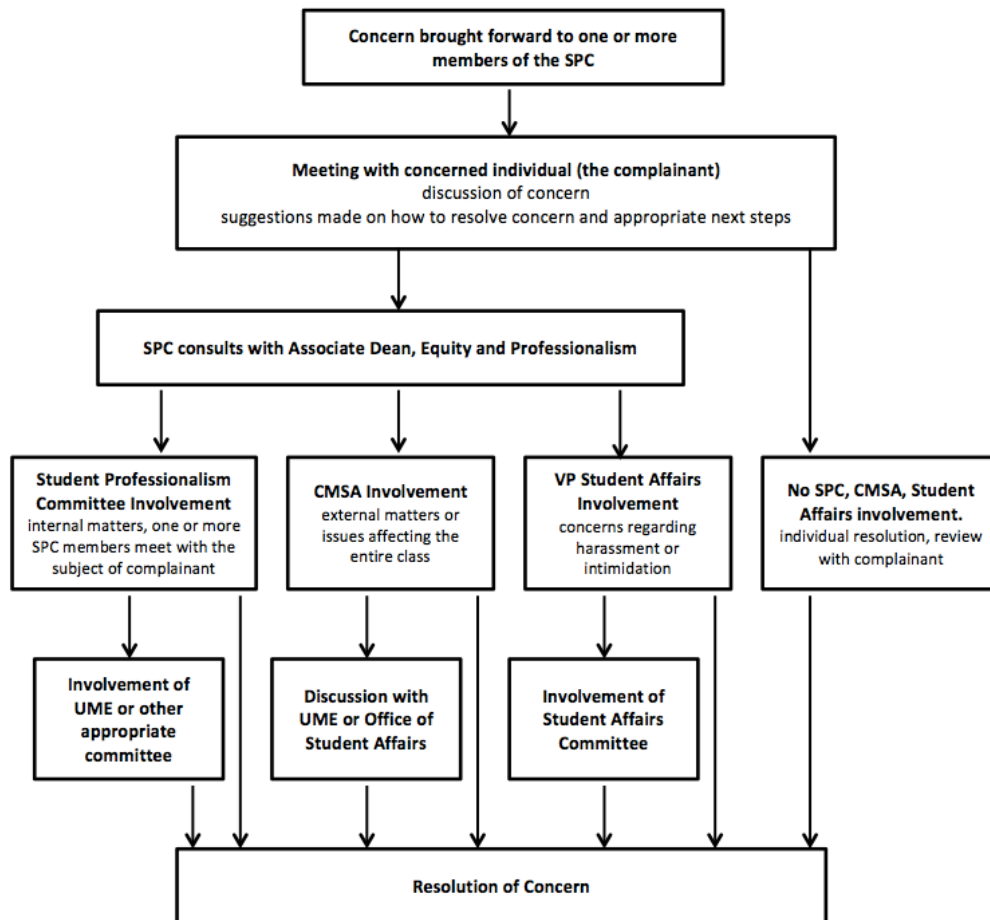 Concern brought forward to one or more
members of the SPC
Meeting with concerned individual (the complainant)
discussion of concern
suggestions made on how to resolve concern and appropriate next steps
SPC consults with Associate Dean, Equity and Professionalism
Student Professionalism
Committee Involvement
internal matters, one or more
SPC members meet with the
subject of complainant
CMSA Involvement
external matters or
issues affecting the
entire class
VP Student Affairs
Involvement
concerns regarding
harassment or
intimidation
No SPC, CMSA, Student
Affairs involvement.
individual resolution, review
with complainant
Involvement of
UME or other
appropriate
committee
Discussion with
UME or Office of
Student Affairs
Involvement of
Student Affairs
Committee
Resolution of Concern